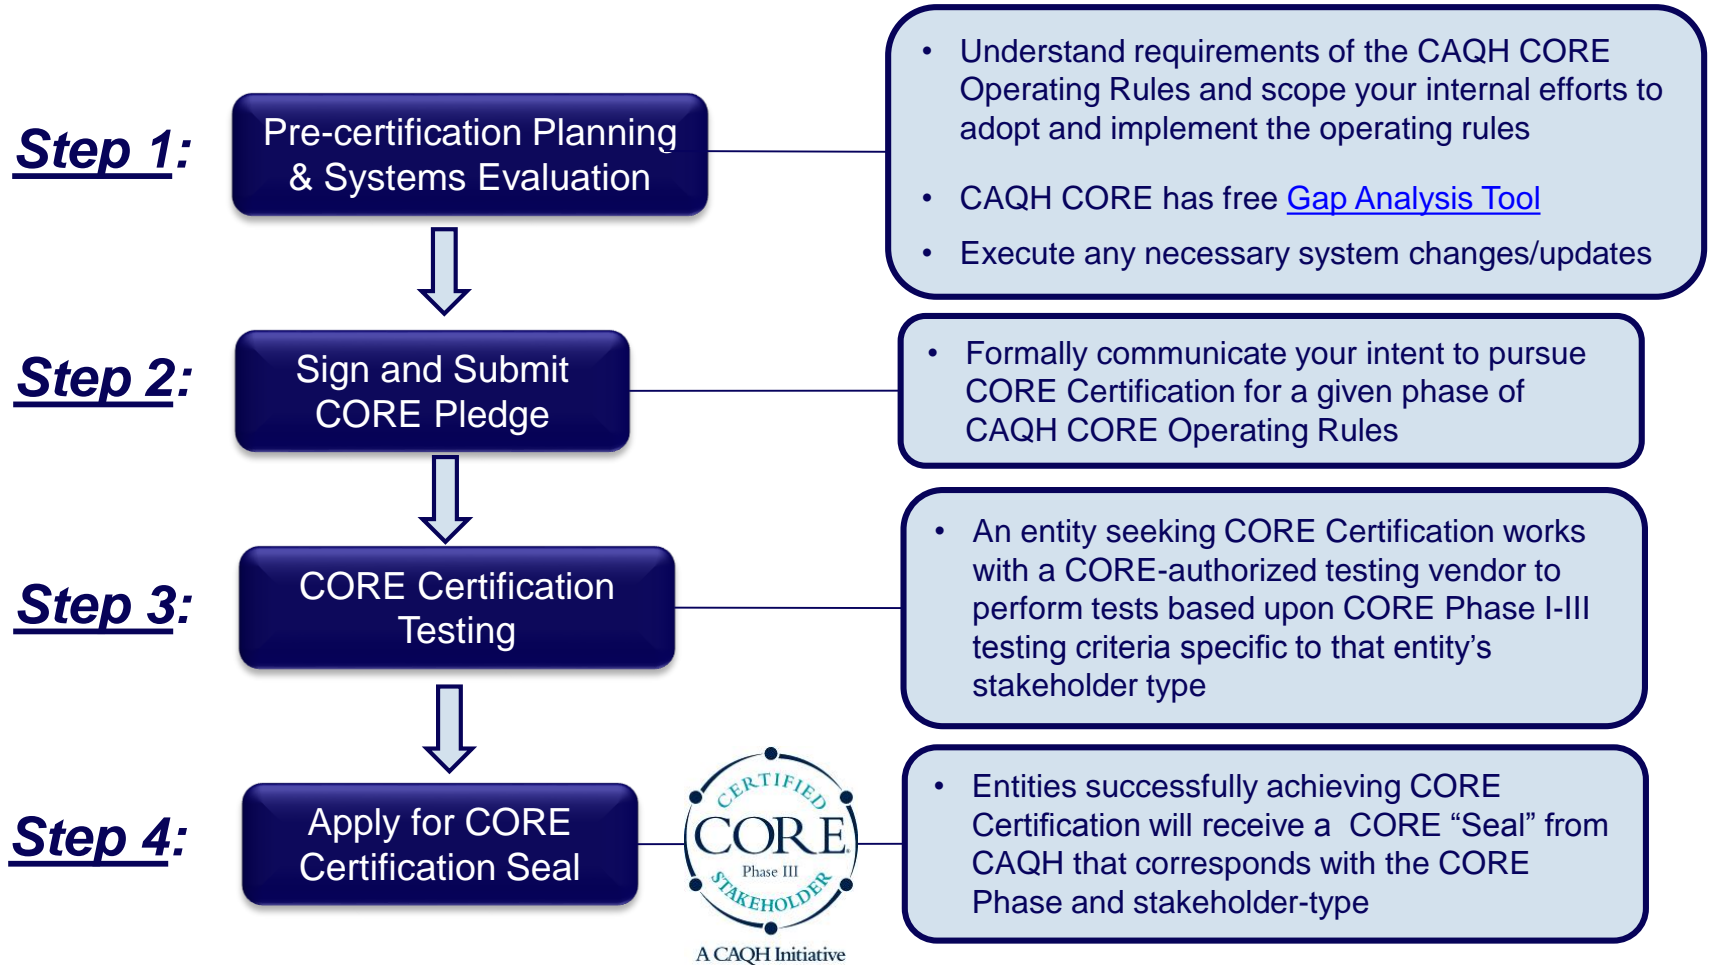 Step 1:
Pre-certification Planning
& Systems Evaluation
• Understand requirements of the CAQH CORE
Operating Rules and scope your internal efforts to
adopt and implement the operating rules
• CAQH CORE has free Gap Analysis Tool
• Execute any necessary system changes/updates
Step 2:
Sign and Submit
CORE Pledge
• Formally communicate your intent to pursue
CORE Certification for a given phase of
CAQH CORE Operating Rules
Step 3:
CORE Certification
Testing
• An entity seeking CORE Certification works
with a CORE-authorized testing vendor to
perform tests based upon CORE Phase I-III
testing criteria specific to that entity’s
stakeholder type
Step 4:
Apply for CORE
Certification Seal
CERTIFIED
CORE®
Phase III
STAKEHOLDER
A CAQH Initiative
• Entities successfully achieving CORE
Certification will receive a  CORE “Seal” from
CAQH that corresponds with the CORE
Phase and stakeholder-type